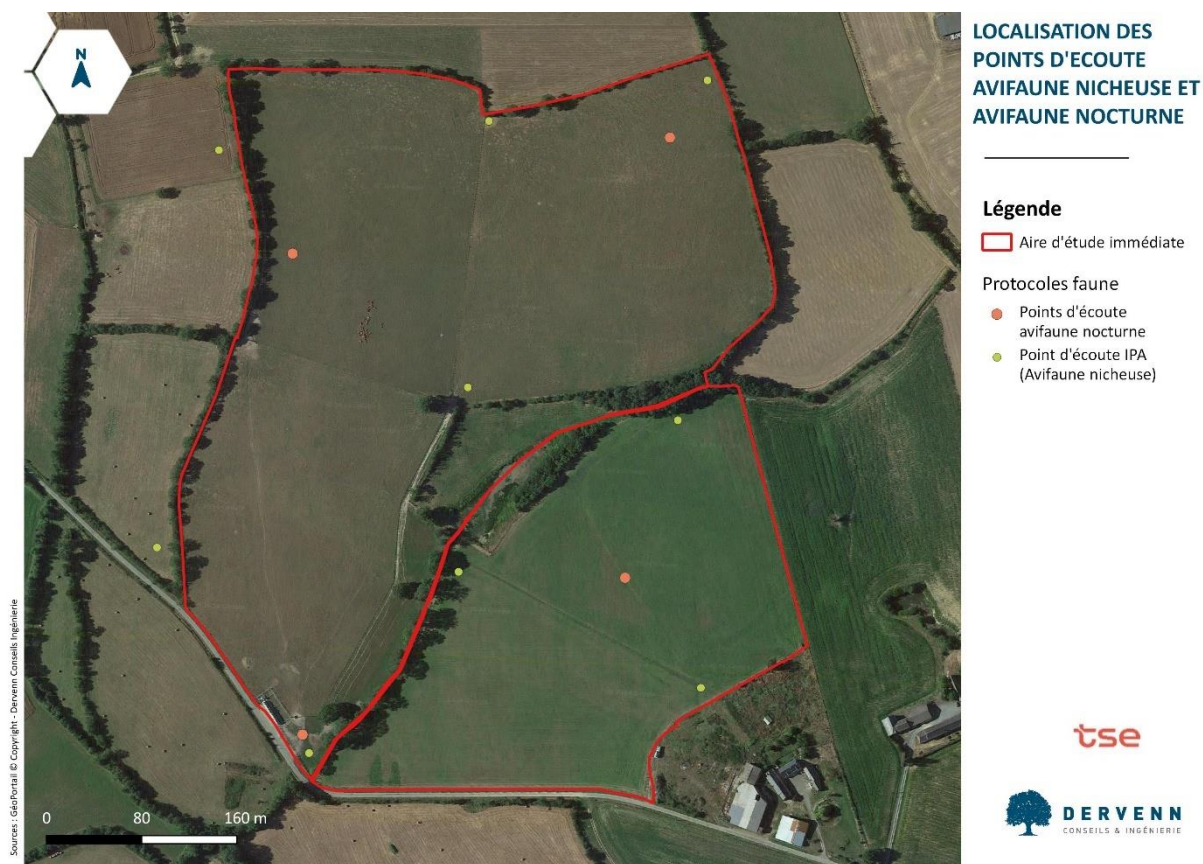 LOCALISATION DES
POINTS D'ECOUTE
AVIFAUNE NICHEUSE ET
AVIFAUNE NOCTURNE
N
Légende
Aire d'étude immédiate
Protocoles faune
Points d'écoute
avifaune nocturne
Point d'écoute IPA
(Avifaune nicheuse)
Sources : GéoPortail © Copyright - Dervenn Conseils Ingénierie
0 80 160 m
tse
DERVENN
CONSEILS & INGÉNIERIE